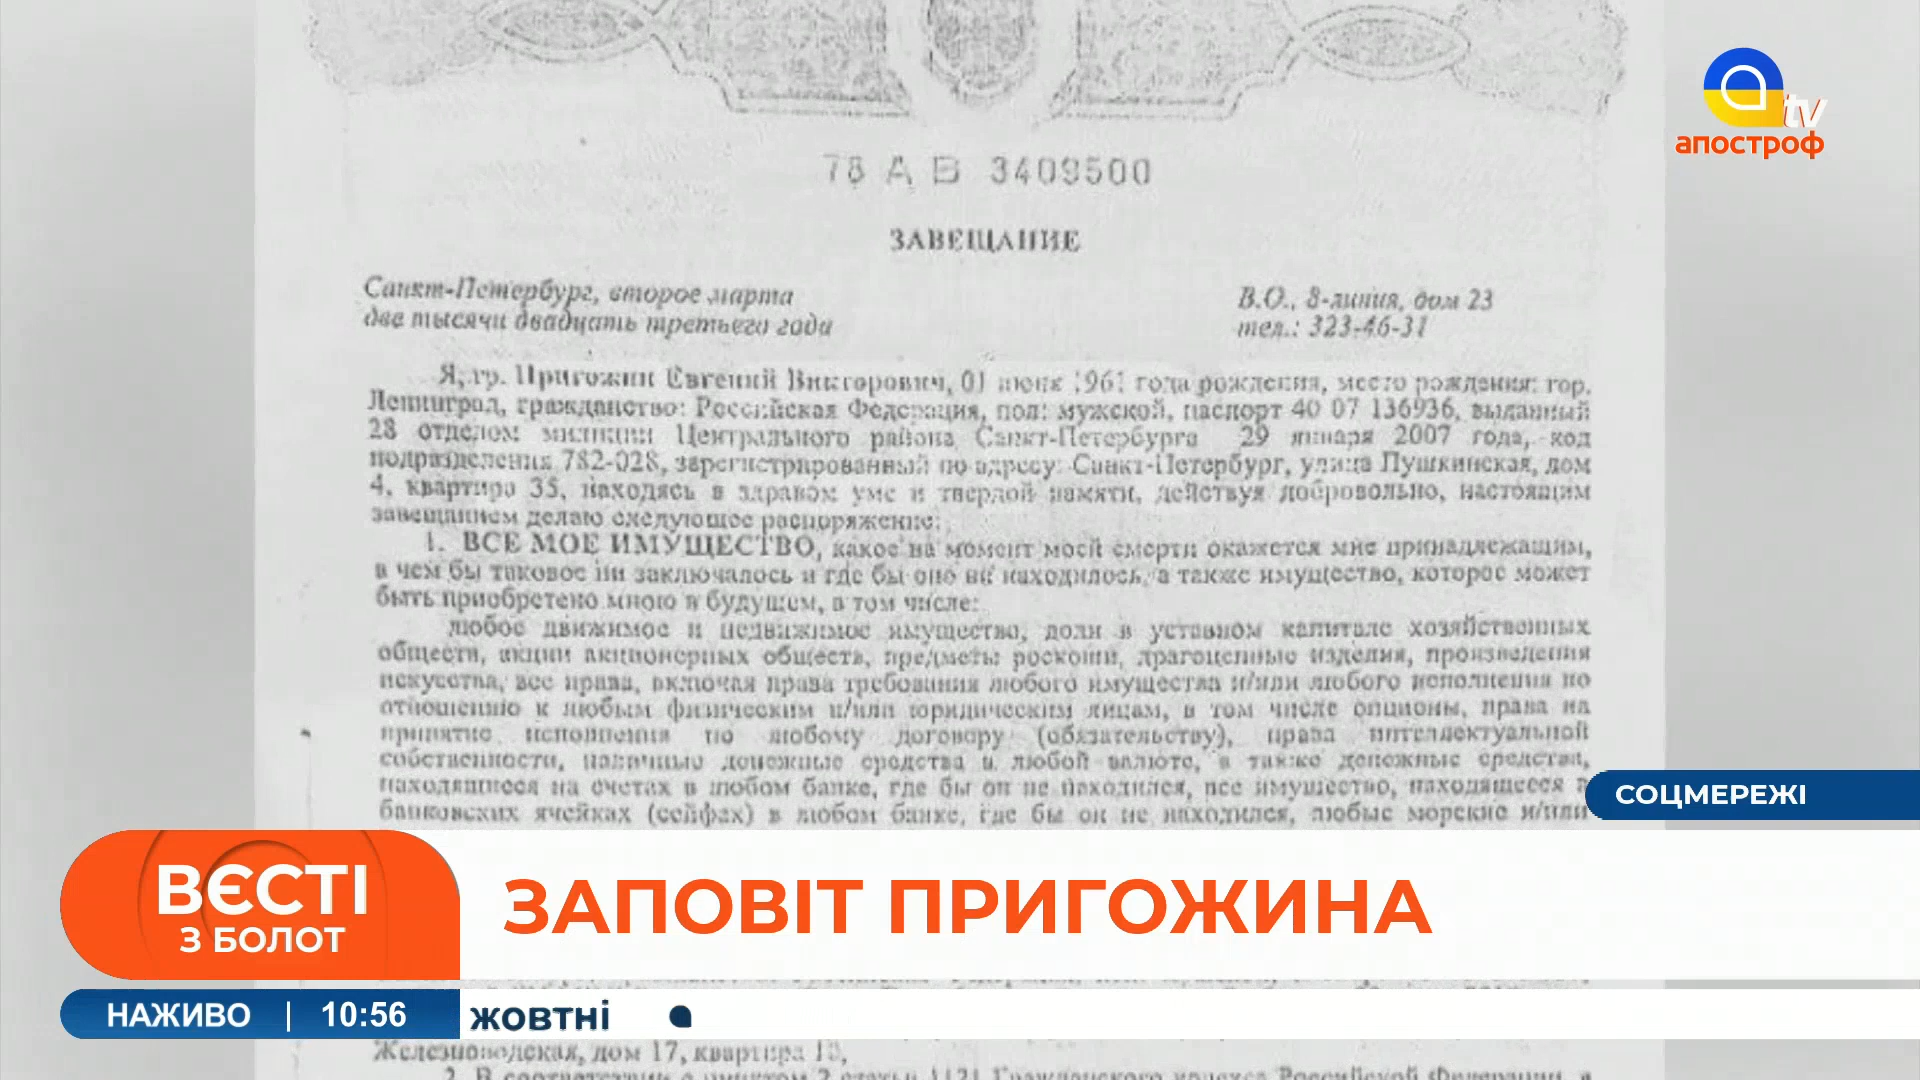 tv
апостроф
78 АВ 3409500
ЗАВЕЩАНИЕ
Санкт-Петербург, второе марта
две тысячи двадцать третьего года
В.О., 8-линия, дом 23
тел.: 323-46-31
Я, гр. Пригожин Евгений Викторович, 01 июня 1961 года рождения, место рождения: гор.
Ленинград, гражданство: Российская Федерация, пол: мужской, паспорт 40 07 136936, выданный
28 отделом милиции Центрального района Санкт-Петербурга 29 января 2007 года, код
подразделения 782-028, зарегистрированный по адресу: Санкт-Петербург, улица Пушкинская, дом
4, квартира 35, находясь в здравом уме и твердой памяти, действуя добровольно, настоящим
завещанием делаю следующее распоряжение:
1. ВСЕ МОЕ ИМУЩЕСТВО, какое на момент моей смерти окажется мне принадлежащим,
в чем бы таковое ни заключалось и где бы оно ни находилось, а также имущество, которое может
быть приобретено мною в будущем, в том числе:
любое движимое и недвижимое имущество, доли в уставном капитале хозяйственных
обществ, акции акционерных обществ, предметы роскоши, драгоценные изделия, произведения
искусства, все права, включая права требования любого имущества и/или любого исполнения по
отношению к любым физическим и/или юридическим лицам, в том числе опционы, права на
принятие исполнения по любому договору (обязательству), права интеллектуальной
собственности, наличные денежные средства в любой валюте, а также денежные средства,
находящиеся на счетах в любом банке, где бы он не находился, все имущество, находящееся в
банковских ячейках (сейфах) в любом банке, где бы он не находился, любые морские и/или
СОЦМЕРЕЖІ
ВЄСТІ
З БОЛОТ
ЗАПОВІТ ПРИГОЖИНА
НАЖИВО | 10:56
жовтні
Железноводская, дом 17, квартира
2. В соответствии с пунктом 2 статьи 1121 Гражданского кодекса Российской Федерации, я